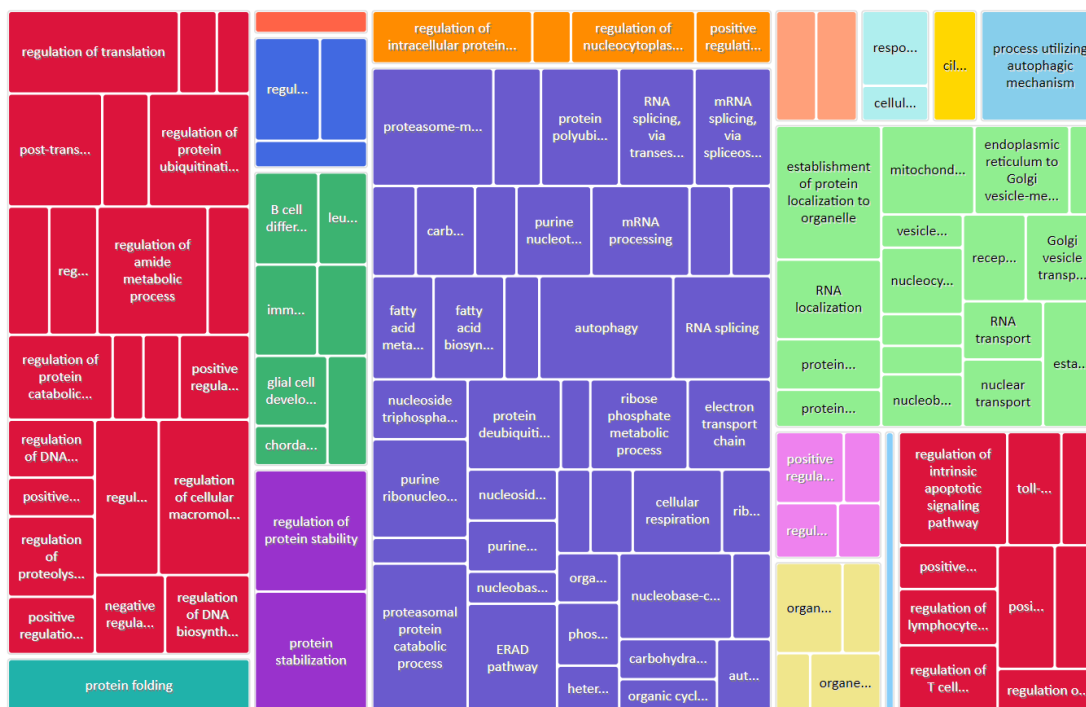 regulation of translation
post-trans...
regulation of
protein
ubiquitinati...
reg...
regulation of
amide
metabolic
process
regulation of
protein
catabolic...
positive
regula...
regulation
of DNA...
positive...
regulation
of
proteolys...
positive
regulatio...
regul...
negative
regula...
regulation
of cellular
macromol...
regulation
of DNA
biosynth...
protein folding
regul...
B cell
differ...
leu...
imm...
glial cell
develo...
chorda...
regulation of
protein stability
protein
stabilization
regulation of
intracellular protein...
regulation of
nucleocytoplas...
positive
regulati...
proteasome-m...
protein
polyubi...
RNA
splicing,
via
transes...
mRNA
splicing,
via
spliceos...
carb...
purine
nucleot...
mRNA
processing
fatty
acid
meta...
fatty
acid
biosyn...
autophagy
RNA splicing
nucleoside
triphospha...
protein
deubiquiti...
ribose
phosphate
metabolic
process
electron
transport
chain
purine
ribonucleo...
nucleosid...
cellular
respiration
rib...
purine...
nucleobas...
orga...
nucleobase-c...
proteasomal
protein
catabolic
process
ERAD
pathway
phos...
heter...
carbohydra...
organic cycl...
aut...
respo...
cellul...
cil...
process utilizing
autophagic
mechanism
establishment
of protein
localization to
organelle
mitochond...
endoplasmic
reticulum to
Golgi
vesicle-me...
vesicle...
nucleocy...
recep...
Golgi
vesicle
transp...
RNA
localization
RNA
transport
esta...
protein...
protein...
nucleob...
nuclear
transport
positive
regula...
regul...
organ...
organe...
regulation of
intrinsic
apoptotic
signaling
pathway
toll-...
positive...
regulation of
lymphocyte...
posi...
regulation of
T cell...
regulation o...